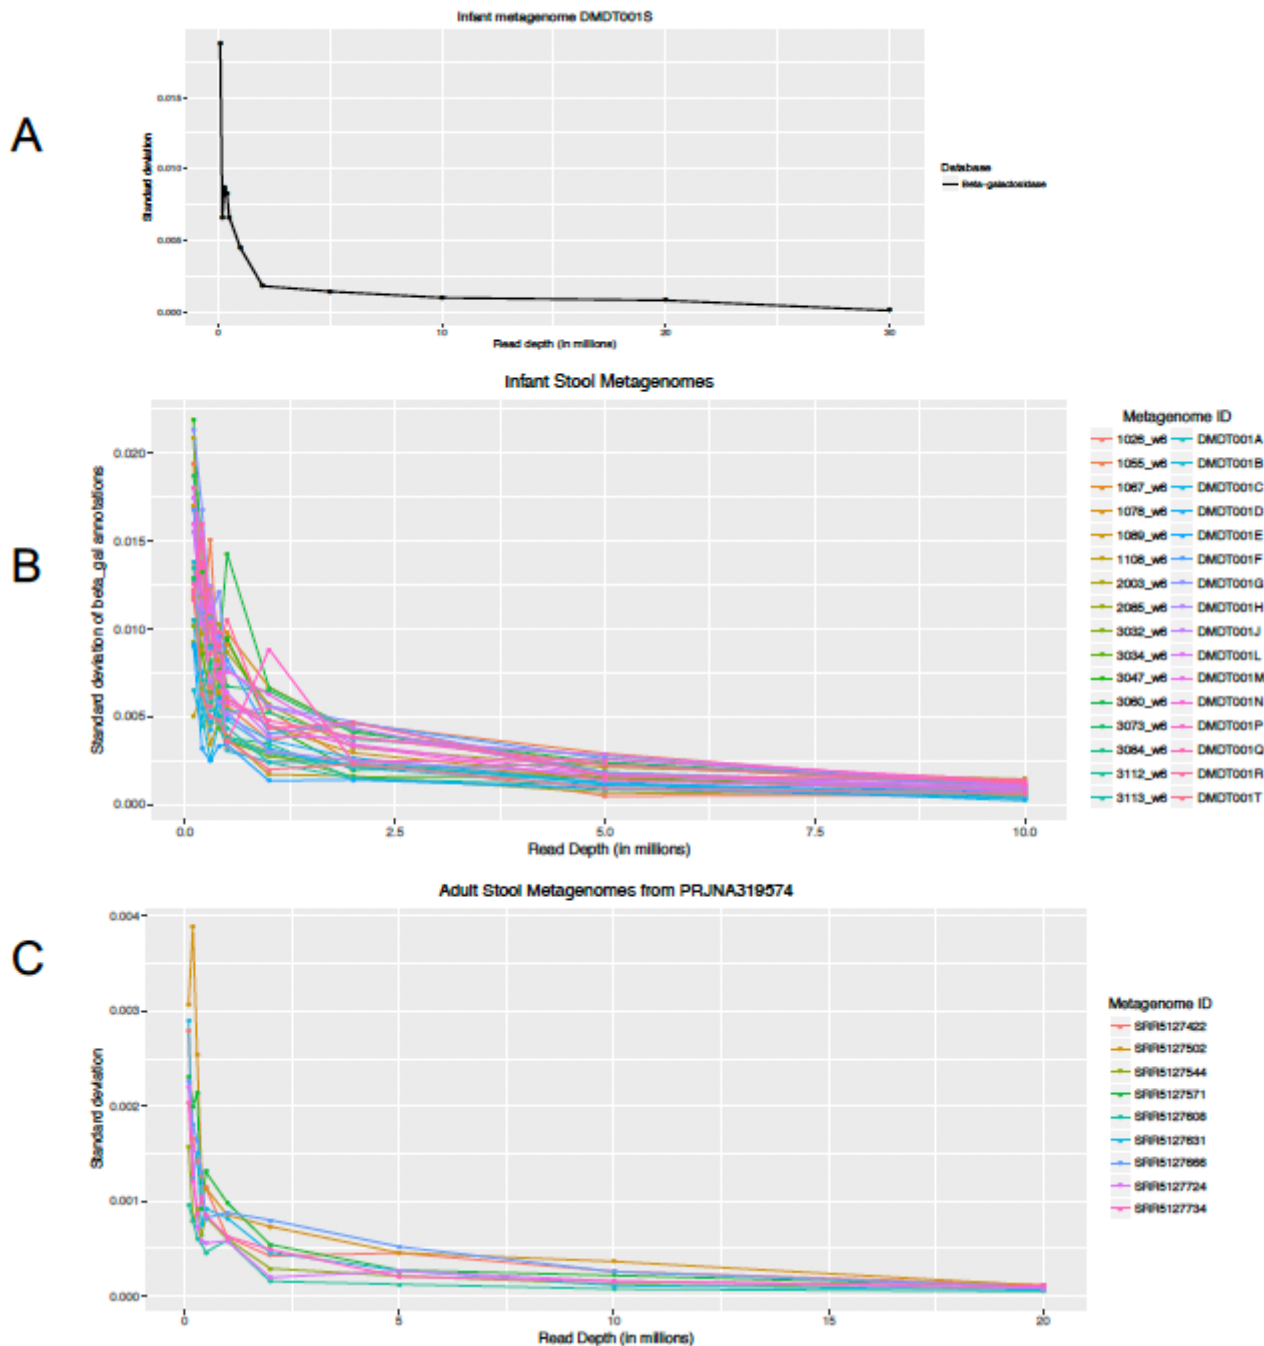 Infant metagenome DMDT001S
A
Standard deviation
0.015
0.010
0.005
0.000
0
10
20
30
Read depth (in millions)
Database
Beta-galactosidase
Infant Stool Metagenomes
B
Standard deviation of beta_gal annotations
0.020
0.015
0.010
0.005
0.000
0.0
2.5
5.0
7.5
10.0
Read Depth (in millions)
Metagenome ID
1026_w6 DMDT001A
1055_w6 DMDT001B
1067_w6 DMDT001C
1078_w6 DMDT001D
1089_w6 DMDT001E
1106_w6 DMDT001F
2003_w6 DMDT001G
2085_w6 DMDT001H
3032_w6 DMDT001J
3034_w6 DMDT001L
3047_w6 DMDT001M
3060_w6 DMDT001N
3073_w6 DMDT001P
3084_w6 DMDT001Q
3112_w6 DMDT001R
3113_w6 DMDT001T
Adult Stool Metagenomes from PRJNA319574
C
Standard deviation
0.004
0.003
0.002
0.001
0.000
0
5
10
15
20
Read Depth (in millions)
Metagenome ID
SRR5127422
SRR5127502
SRR5127544
SRR5127571
SRR5127608
SRR5127631
SRR5127666
SRR5127724
SRR5127734